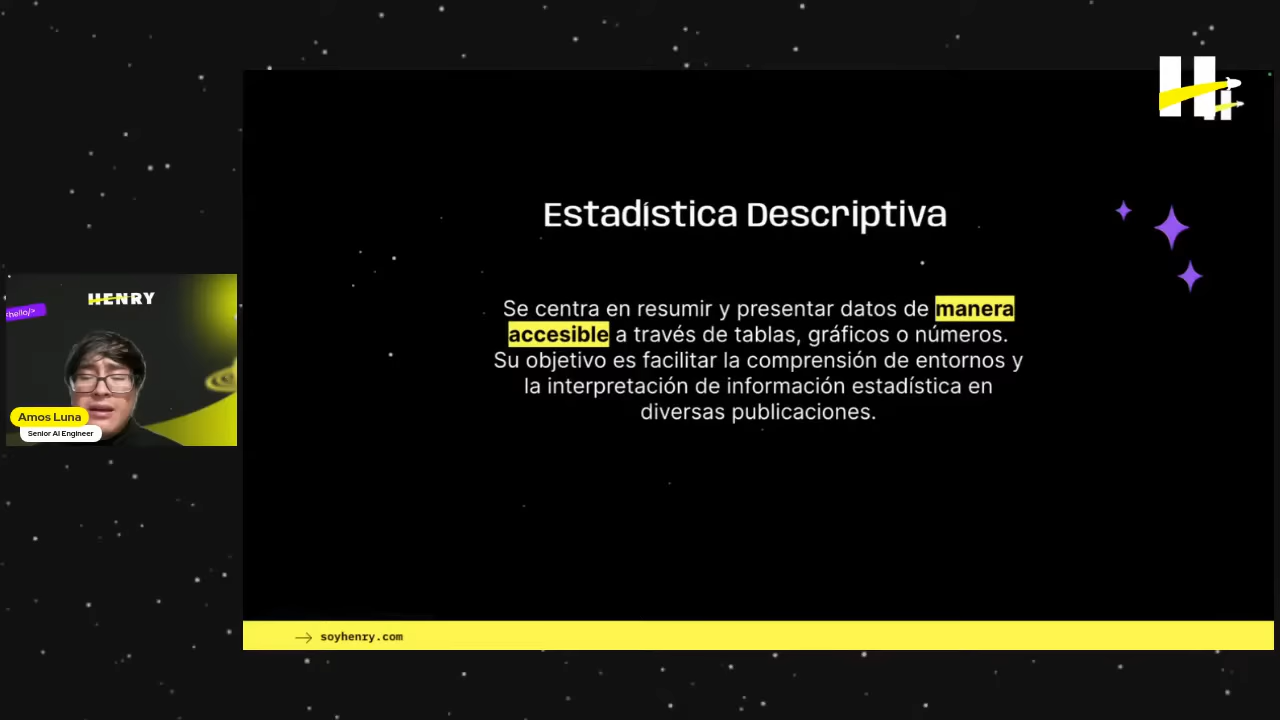 Estadística Descriptiva
Se centra en resumir y presentar datos de manera
accesible a través de tablas, gráficos o números.
Su objetivo es facilitar la comprensión de entornos y
la interpretación de información estadística en
diversas publicaciones.
HENRY
<hello/>
Amos Luna
Senior AI Engineer
→ soyhenry.com